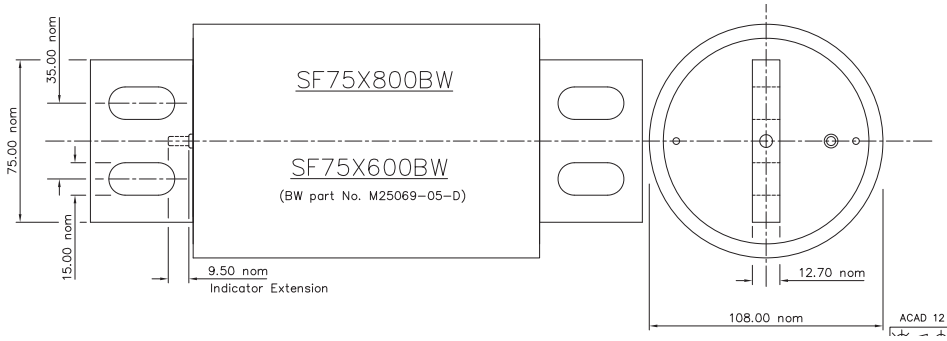 35.00 nom
75.00 nom
15.00 nom
SF75X800BW
SF75X600BW
(BW part No. M25069-05-D)
9.50 nom
Indicator Extension
12.70 nom
108.00 nom
ACAD 12